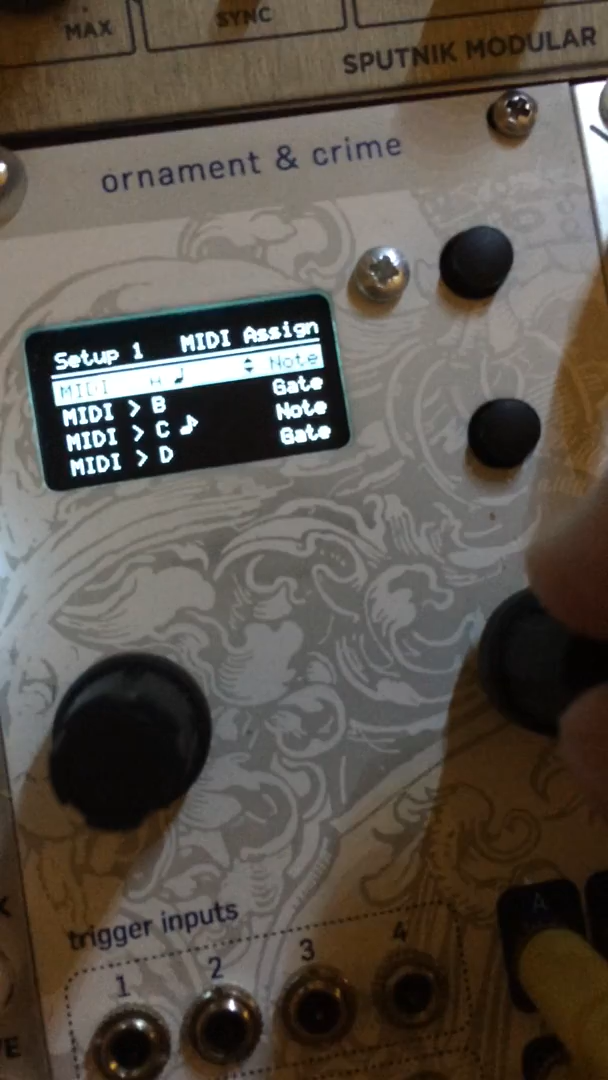 MAX
SYNC
SPUTNIK MODULAR
ornament & crime
Setup 1 MIDI Assign
MIDI A Note
MIDI > B Gate
MIDI > C Note
MIDI > D Gate
trigger inputs
1 2 3 4
A